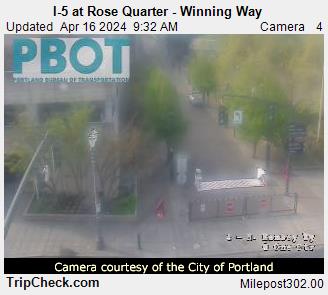 I-5 at Rose Quarter - Winning Way
Updated Apr 16 2024 9:32 AM Camera 4
PBOT
PORTLAND BUREAU OF TRANSPORTATION
Camera courtesy of the City of Portland
TripCheck.com Milepost302.00